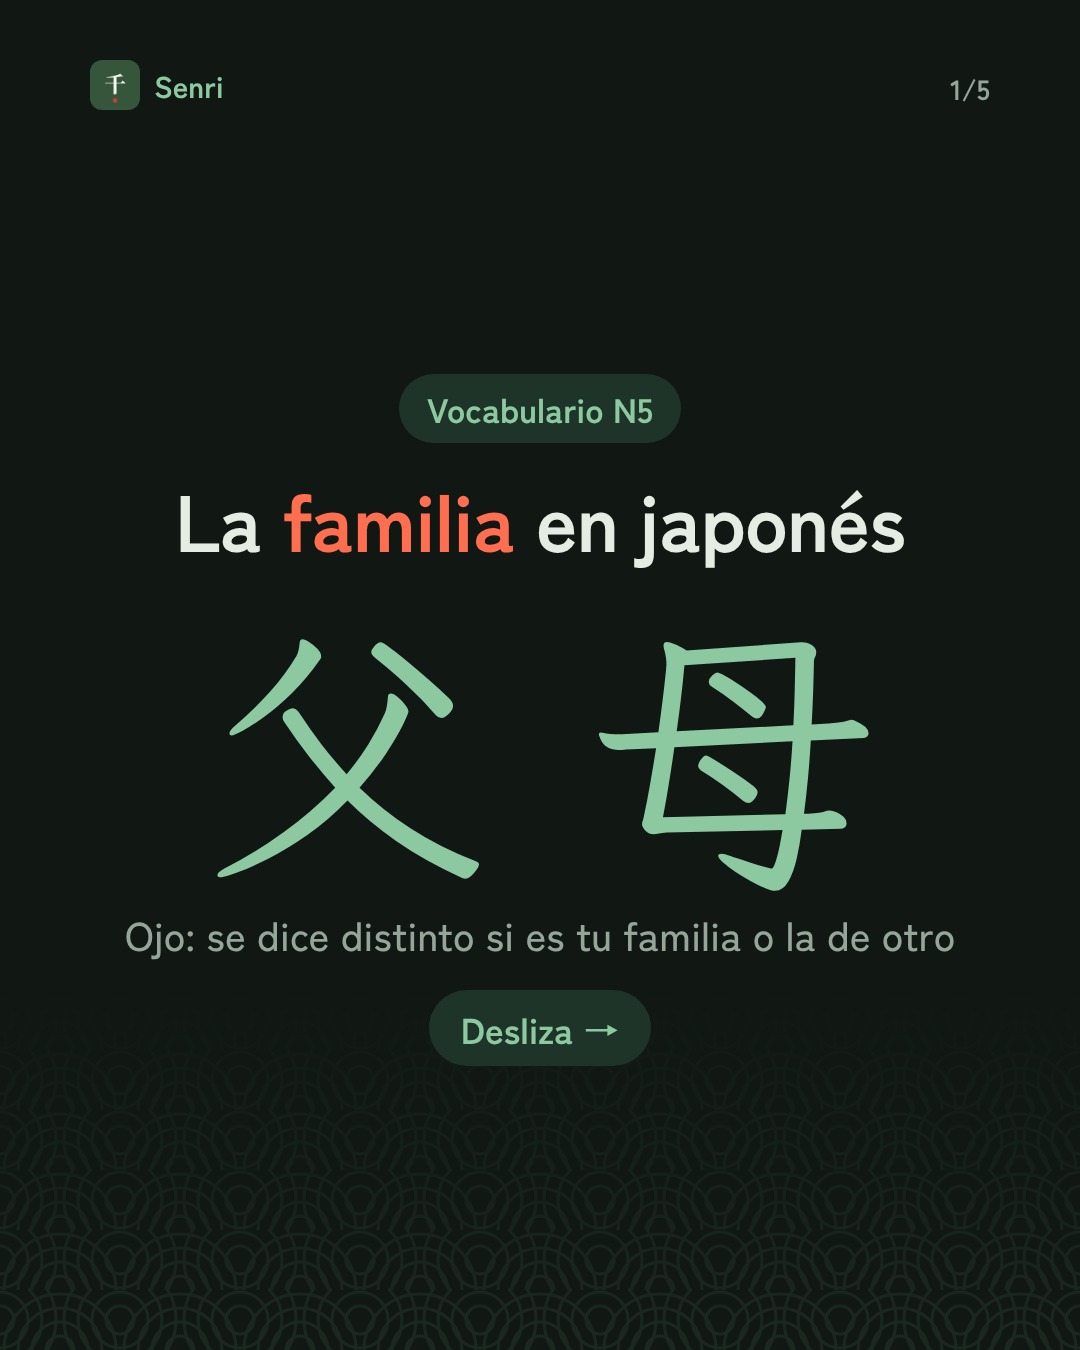 千 Senri
1/5
Vocabulario N5
La familia en japonés
父 母
Ojo: se dice distinto si es tu familia o la de otro
Desliza →